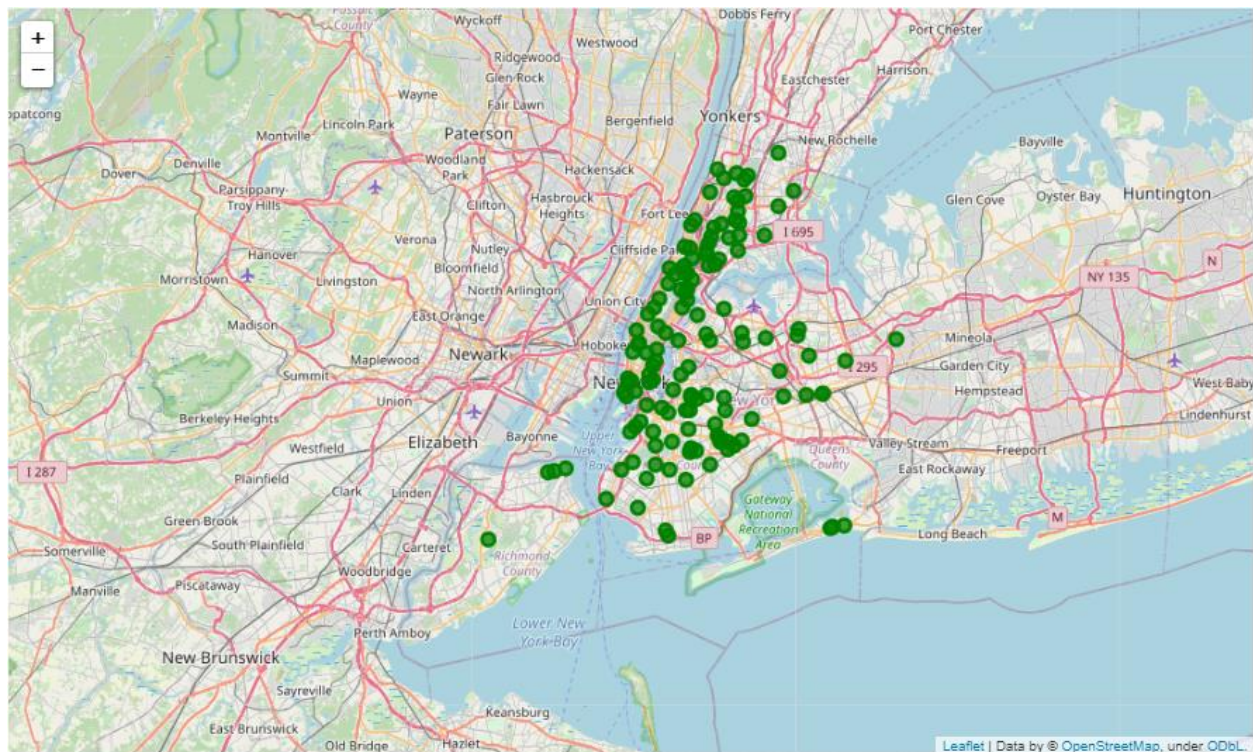 +
−
Passaic
County
Wyckoff
Dobbs Ferry
Port Chester
Westwood
Ridgewood
Glen Rock
Harrison
Eastchester
opatcong
Wayne
Fair Lawn
Montville
Lincoln Park
Bergenfield
Yonkers
Paterson
New Rochelle
Bayville
Denville
Woodland
Park
Hackensack
Dover
Parsippany-
Troy Hills
Clifton
Hasbrouck
Heights
Fort Lee
Glen Cove
Oyster Bay
Huntington
I 695
Verona
Nutley
Cliffside Park
Hanover
Bloomfield
N
Morristown
Livingston
North Arlington
NY 135
Union City
East Orange
Madison
Mineola
Hoboken
Newark
Maplewood
Garden City
I 295
Summit
Hempstead
West Baby
Union
New York
Berkeley Heights
Lindenhurst
Elizabeth
Bayonne
Upper
New York
Bay
Valley Stream
Freeport
Queens
County
Westfield
I 287
East Rockaway
Plainfield
Clark
Linden
Gateway
National
Recreation
Area
M
Green Brook
South Plainfield
Carteret
BP
Long Beach
Somerville
Richmond
County
Woodbridge
Manville
Piscataway
Lower New
York Bay
Perth Amboy
New Brunswick
Sayreville
East Brunswick
Keansburg
Old Bridge
Hazlet
Leaflet | Data by © OpenStreetMap, under ODbL.